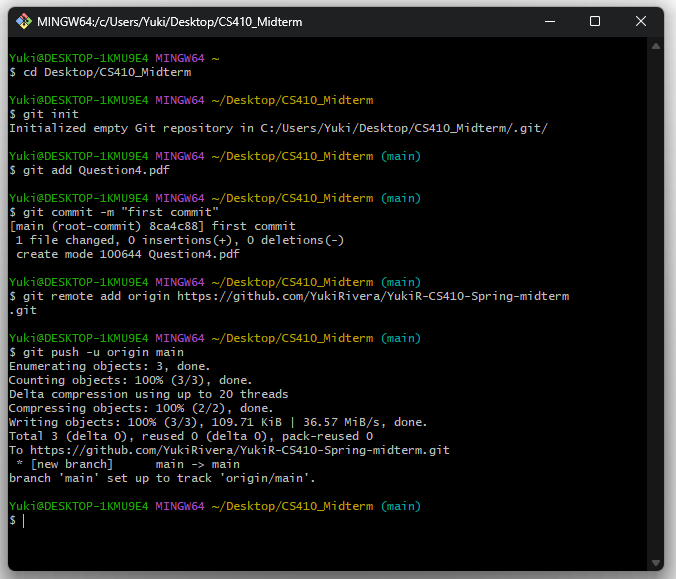 MINGW64:/c/Users/Yuki/Desktop/CS410_Midterm
Yuki@DESKTOP-1KMU9E4 MINGW64 ~
$ cd Desktop/CS410_Midterm
Yuki@DESKTOP-1KMU9E4 MINGW64 ~/Desktop/CS410_Midterm
$ git init
Initialized empty Git repository in C:/Users/Yuki/Desktop/CS410_Midterm/.git/
Yuki@DESKTOP-1KMU9E4 MINGW64 ~/Desktop/CS410_Midterm (main)
$ git add Question4.pdf
Yuki@DESKTOP-1KMU9E4 MINGW64 ~/Desktop/CS410_Midterm (main)
$ git commit -m "first commit"
[main (root-commit) 8ca4c88] first commit
 1 file changed, 0 insertions(+), 0 deletions(-)
 create mode 100644 Question4.pdf
Yuki@DESKTOP-1KMU9E4 MINGW64 ~/Desktop/CS410_Midterm (main)
$ git remote add origin https://github.com/YukiRivera/YukiR-CS410-Spring-midterm
.git
Yuki@DESKTOP-1KMU9E4 MINGW64 ~/Desktop/CS410_Midterm (main)
$ git push -u origin main
Enumerating objects: 3, done.
Counting objects: 100% (3/3), done.
Delta compression using up to 20 threads
Compressing objects: 100% (2/2), done.
Writing objects: 100% (3/3), 109.71 KiB | 36.57 MiB/s, done.
Total 3 (delta 0), reused 0 (delta 0), pack-reused 0
To https://github.com/YukiRivera/YukiR-CS410-Spring-midterm.git
 * [new branch]      main -> main
branch 'main' set up to track 'origin/main'.
Yuki@DESKTOP-1KMU9E4 MINGW64 ~/Desktop/CS410_Midterm (main)
$